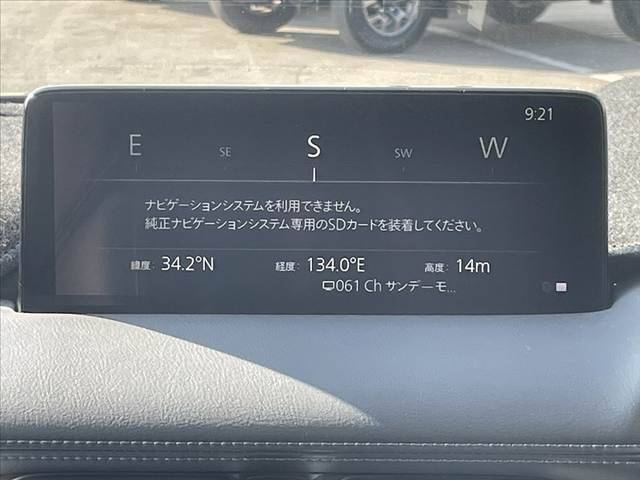 9:21
E SE S SW W
ナビゲーションシステムを利用できません。
純正ナビゲーションシステム専用のSDカードを装着してください。
緯度: 34.2°N 経度: 134.0°E 高度: 14m
061 Ch サンデーモ...